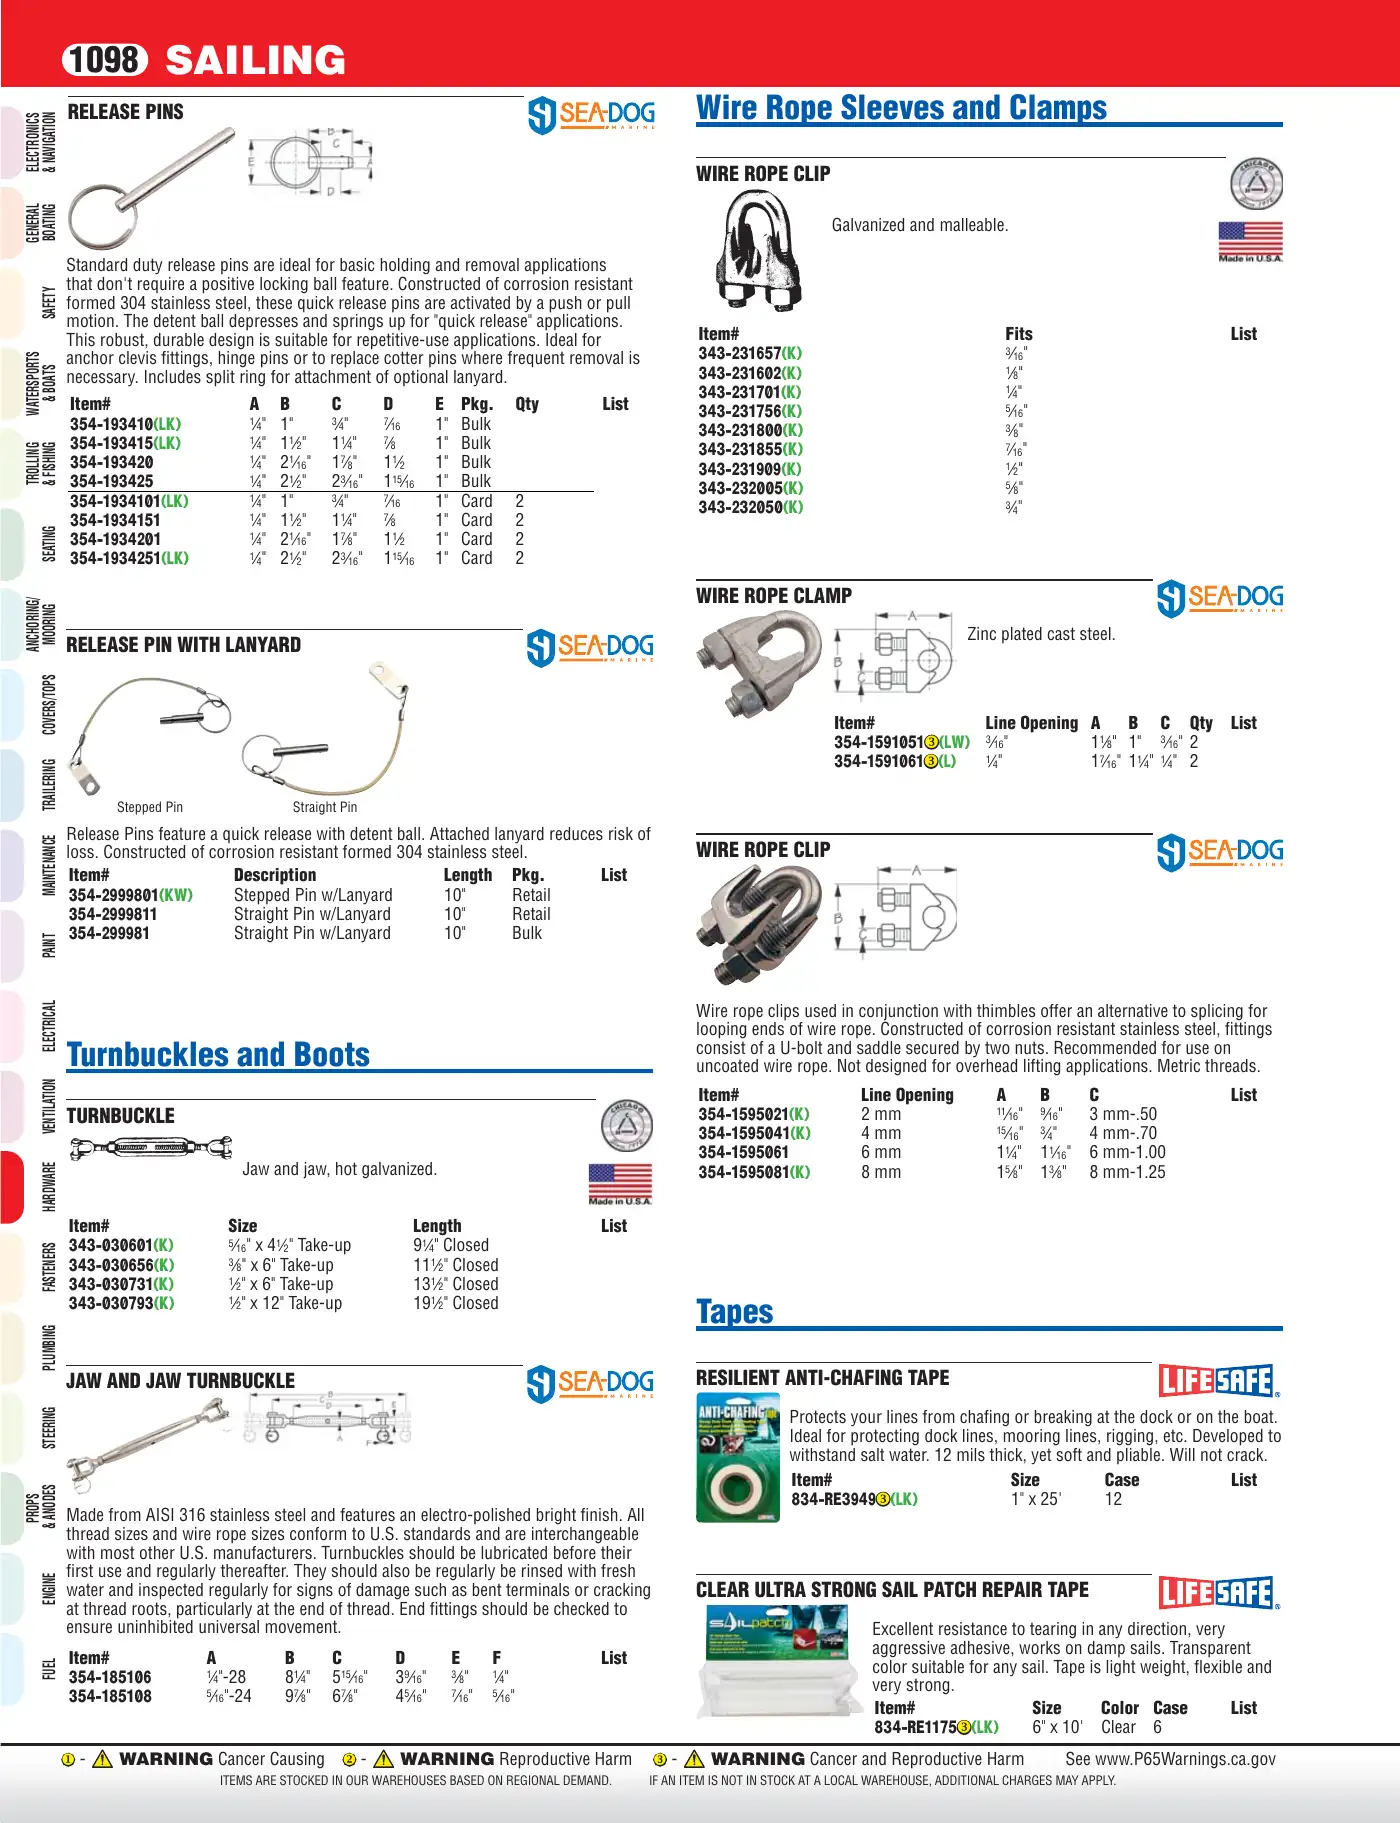 1098 SAILING
ELECTRONICS
& NAVIGATION
GENERAL
BOATING
SAFETY
WATERSPORTS
& BOATS
TROLLING
& FISHING
SEATING
ANCHORING/
MOORING
COVERS/TOPS
TRAILERING
MAINTENANCE
PAINT
ELECTRICAL
VENTILATION
HARDWARE
FASTENERS
PLUMBING
STEERING
PROPS
& ANODES
ENGINE
FUEL
RELEASE PINS
SEA-DOG
MARINE
B
C
E
A
D
Standard duty release pins are ideal for basic holding and removal applications
that don't require a positive locking ball feature. Constructed of corrosion resistant
formed 304 stainless steel, these quick release pins are activated by a push or pull
motion. The detent ball depresses and springs up for "quick release" applications.
This robust, durable design is suitable for repetitive-use applications. Ideal for
anchor clevis fittings, hinge pins or to replace cotter pins where frequent removal is
necessary. Includes split ring for attachment of optional lanyard.
Item# A B C D E Pkg. Qty List
354-193410(LK) 1⁄4" 1" 3⁄4" 7⁄16 1" Bulk
354-193415(LK) 1⁄4" 11⁄2" 11⁄4" 7⁄8 1" Bulk
354-193420 1⁄4" 21⁄16" 17⁄8" 11⁄2 1" Bulk
354-193425 1⁄4" 21⁄2" 23⁄16" 115⁄16 1" Bulk
354-1934101(LK) 1⁄4" 1" 3⁄4" 7⁄16 1" Card 2
354-1934151 1⁄4" 11⁄2" 11⁄4" 7⁄8 1" Card 2
354-1934201 1⁄4" 21⁄16" 17⁄8" 11⁄2 1" Card 2
354-1934251(LK) 1⁄4" 21⁄2" 23⁄16" 115⁄16 1" Card 2
RELEASE PIN WITH LANYARD
SEA-DOG
MARINE
Stepped Pin Straight Pin
Release Pins feature a quick release with detent ball. Attached lanyard reduces risk of
loss. Constructed of corrosion resistant formed 304 stainless steel.
Item# Description Length Pkg. List
354-2999801(KW) Stepped Pin w/Lanyard 10" Retail
354-2999811 Straight Pin w/Lanyard 10" Retail
354-299981 Straight Pin w/Lanyard 10" Bulk
Turnbuckles and Boots
TURNBUCKLE
CHICAGO
Since 1972
Made in U.S.A.
Jaw and jaw, hot galvanized.
Item# Size Length List
343-030601(K) 5⁄16" x 41⁄2" Take-up 91⁄4" Closed
343-030656(K) 3⁄8" x 6" Take-up 111⁄2" Closed
343-030731(K) 1⁄2" x 6" Take-up 131⁄2" Closed
343-030793(K) 1⁄2" x 12" Take-up 191⁄2" Closed
JAW AND JAW TURNBUCKLE
SEA-DOG
MARINE
Made from AISI 316 stainless steel and features an electro-polished bright finish. All
thread sizes and wire rope sizes conform to U.S. standards and are interchangeable
with most other U.S. manufacturers. Turnbuckles should be lubricated before their
first use and regularly thereafter. They should also be regularly be rinsed with fresh
water and inspected regularly for signs of damage such as bent terminals or cracking
at thread roots, particularly at the end of thread. End fittings should be checked to
ensure uninhibited universal movement.
Item# A B C D E F List
354-185106 1⁄4"-28 81⁄4" 515⁄16" 39⁄16" 3⁄8" 1⁄4"
354-185108 5⁄16"-24 97⁄8" 67⁄8" 45⁄16" 7⁄16" 5⁄16"
Wire Rope Sleeves and Clamps
WIRE ROPE CLIP
CHICAGO
Since 1972
Made in U.S.A.
Galvanized and malleable.
Item# Fits List
343-231657(K) 3⁄16"
343-231602(K) 1⁄8"
343-231701(K) 1⁄4"
343-231756(K) 5⁄16"
343-231800(K) 3⁄8"
343-231855(K) 7⁄16"
343-231909(K) 1⁄2"
343-232005(K) 5⁄8"
343-232050(K) 3⁄4"
WIRE ROPE CLAMP
SEA-DOG
MARINE
A
B
C
Zinc plated cast steel.
Item# Line Opening A B C Qty List
354-1591051 3 (LW) 3⁄16" 11⁄8" 1" 3⁄16" 2
354-1591061 3 (L) 1⁄4" 17⁄16" 11⁄4" 1⁄4" 2
WIRE ROPE CLIP
SEA-DOG
MARINE
A
B
C
Wire rope clips used in conjunction with thimbles offer an alternative to splicing for
looping ends of wire rope. Constructed of corrosion resistant stainless steel, fittings
consist of a U-bolt and saddle secured by two nuts. Recommended for use on
uncoated wire rope. Not designed for overhead lifting applications. Metric threads.
Item# Line Opening A B C List
354-1595021(K) 2 mm 11⁄16" 9⁄16" 3 mm-.50
354-1595041(K) 4 mm 15⁄16" 3⁄4" 4 mm-.70
354-1595061 6 mm 11⁄4" 11⁄16" 6 mm-1.00
354-1595081(K) 8 mm 15⁄8" 13⁄8" 8 mm-1.25
Tapes
RESILIENT ANTI-CHAFING TAPE
LIFE SAFE®
ANTI-CHAFING
Protects your lines from chafing or breaking at the dock or on the boat.
Ideal for protecting dock lines, mooring lines, rigging, etc. Developed to
withstand salt water. 12 mils thick, yet soft and pliable. Will not crack.
Item# Size Case List
834-RE3949 3 (LK) 1" x 25' 12
CLEAR ULTRA STRONG SAIL PATCH REPAIR TAPE
LIFE SAFE®
SAILpatch
Excellent resistance to tearing in any direction, very
aggressive adhesive, works on damp sails. Transparent
color suitable for any sail. Tape is light weight, flexible and
very strong.
Item# Size Color Case List
834-RE1175 3 (LK) 6" x 10' Clear 6
1 - WARNING Cancer Causing 2 - WARNING Reproductive Harm 3 - WARNING Cancer and Reproductive Harm See www.P65Warnings.ca.gov
ITEMS ARE STOCKED IN OUR WAREHOUSES BASED ON REGIONAL DEMAND. IF AN ITEM IS NOT IN STOCK AT A LOCAL WAREHOUSE, ADDITIONAL CHARGES MAY APPLY.